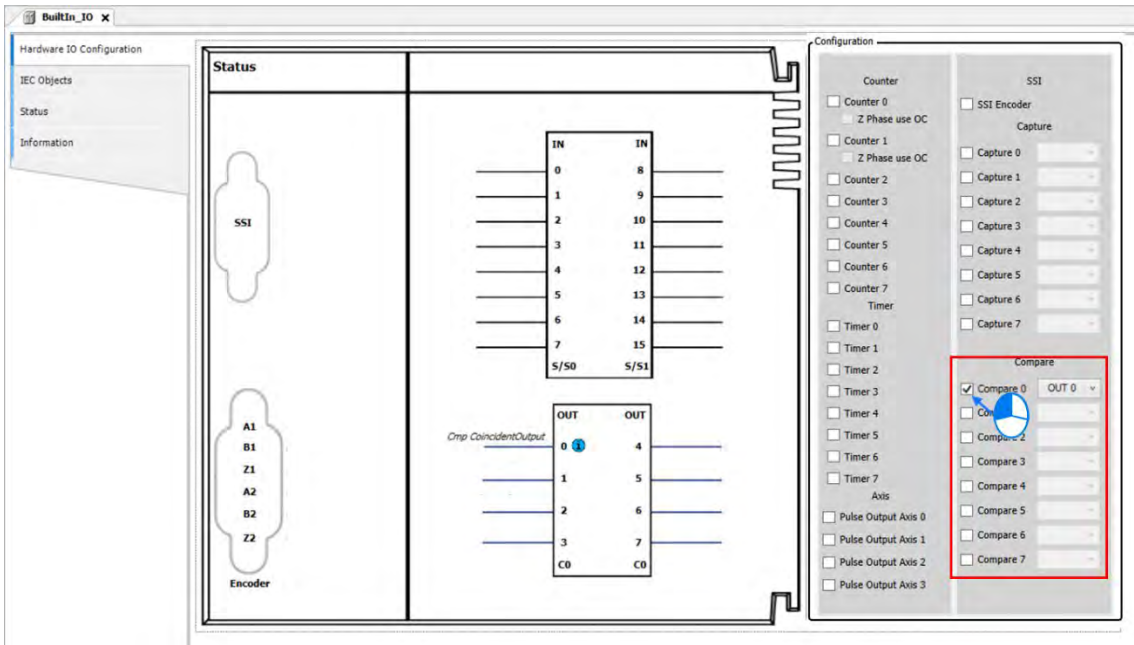 BuiltIn_IO
Hardware IO Configuration
IEC Objects
Status
Information
Status
SSI
A1
B1
Z1
A2
B2
Z2
Encoder
IN IN
0 8
1 9
2 10
3 11
4 12
5 13
6 14
7 15
S/S0 S/S1
OUT OUT
Cmp CoincidentOutput 0 4
1 5
2 6
3 7
C0 C0
Configuration
Counter
Counter 0
Z Phase use OC
Counter 1
Z Phase use OC
Counter 2
Counter 3
Counter 4
Counter 5
Counter 6
Counter 7
Timer
Timer 0
Timer 1
Timer 2
Timer 3
Timer 4
Timer 5
Timer 6
Timer 7
Axis
Pulse Output Axis 0
Pulse Output Axis 1
Pulse Output Axis 2
Pulse Output Axis 3
SSI
SSI Encoder
Capture
Capture 0
Capture 1
Capture 2
Capture 3
Capture 4
Capture 5
Capture 6
Capture 7
Compare
Compare 0 OUT 0
Compare 2
Compare 3
Compare 4
Compare 5
Compare 6
Compare 7